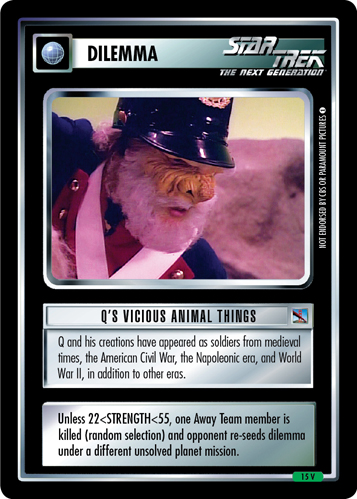 DILEMMA
STAR TREK
THE NEXT GENERATION
NOT ENDORSED BY CBS OR PARAMOUNT PICTURES
Q'S VICIOUS ANIMAL THINGS
Q and his creations have appeared as soldiers from medieval
times, the American Civil War, the Napoleonic era, and World
War II, in addition to other eras.
Unless 22<STRENGTH<55, one Away Team member is
killed (random selection) and opponent re-seeds dilemma
under a different unsolved planet mission.
15 V